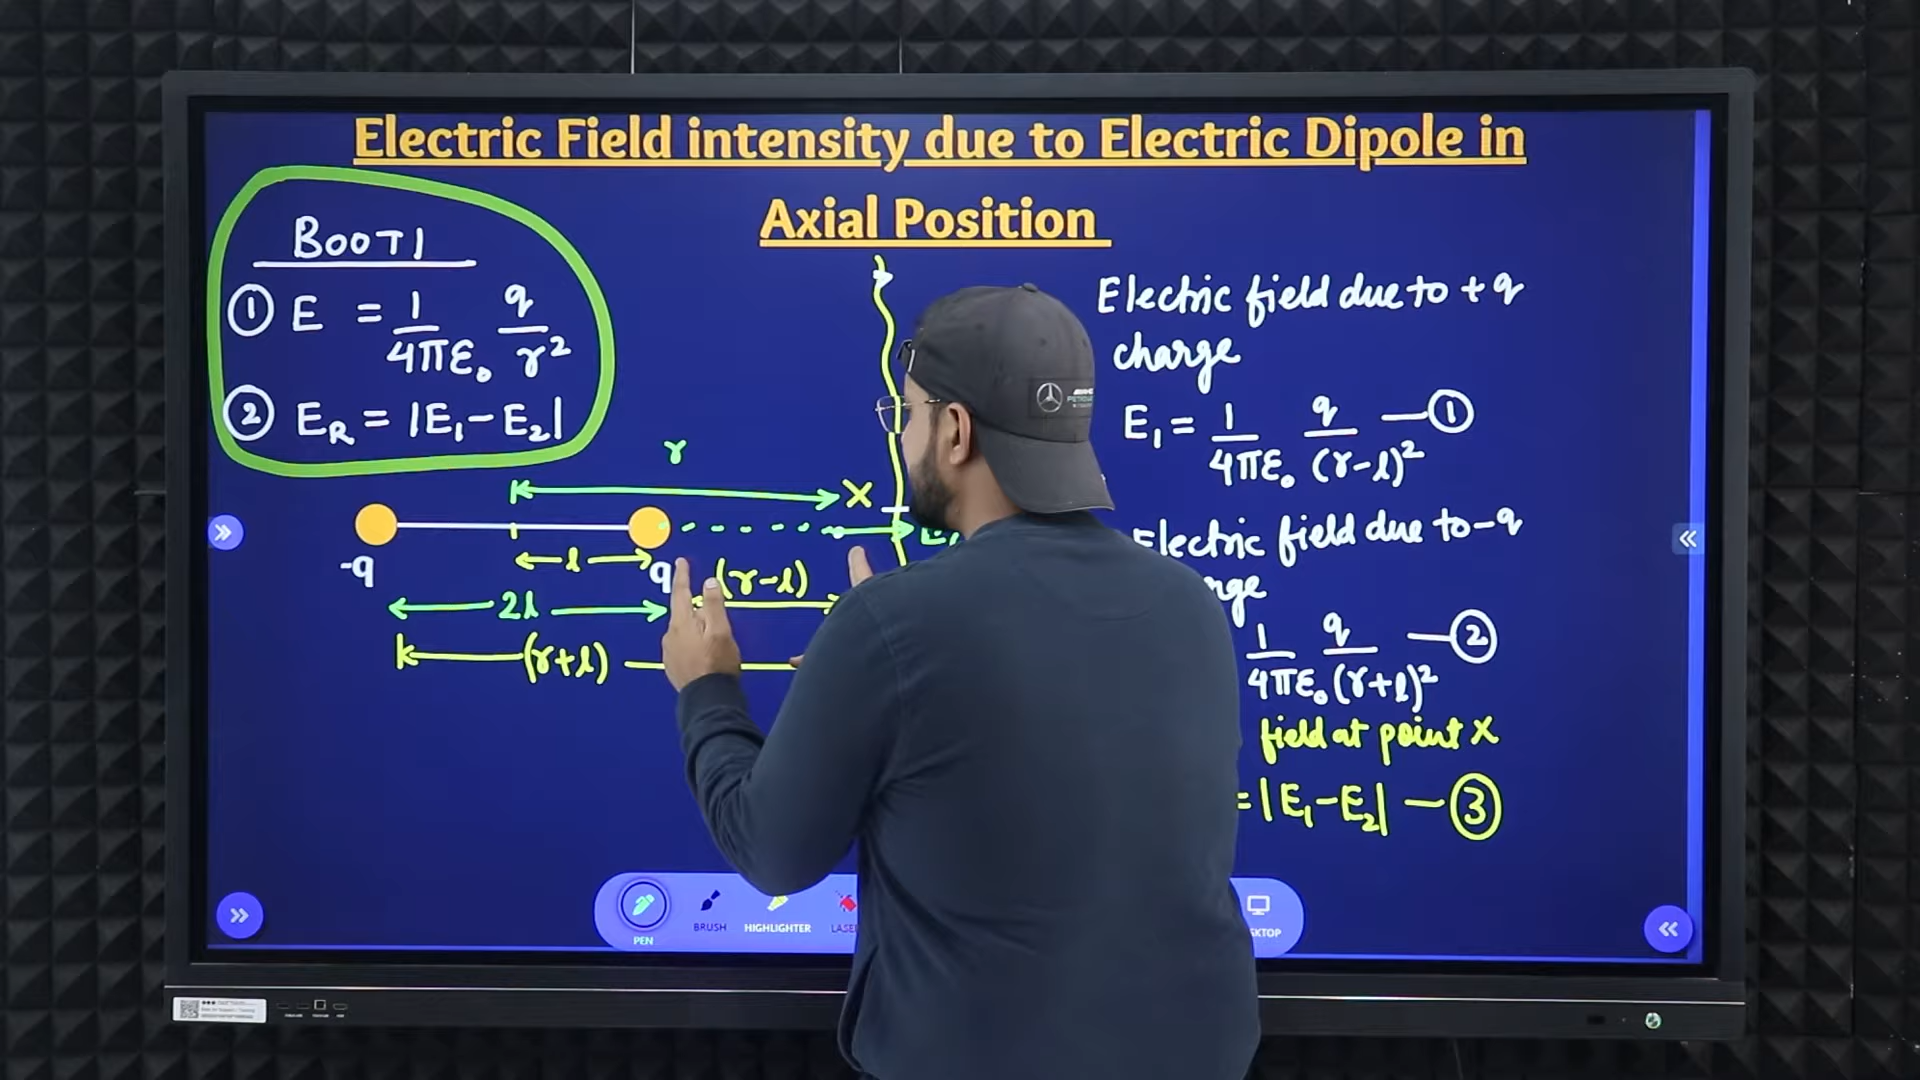 Electric Field intensity due to Electric Dipole in
Axial Position
BOOT1
① E = 1/4πε₀ q/r²
② E_R = |E₁ - E₂|
r
X
-q
l
q
(r-l)
2l
(r+l)
Electric field due to +q
charge
E₁ = 1/4πε₀ q/(r-l)² —①
Electric field due to -q
1/4πε₀ q/(r+l)² —②
field at point X
= |E₁ - E₂| —③
PEN
BRUSH
HIGHLIGHTER